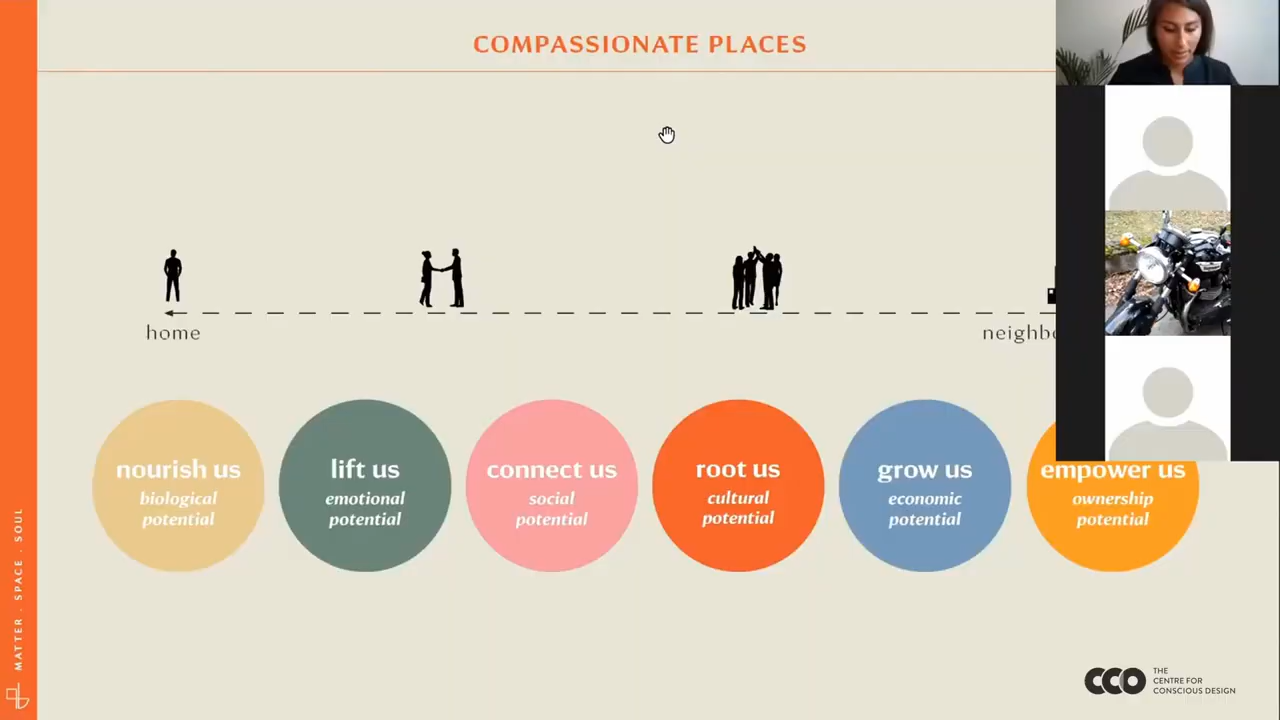 COMPASSIONATE PLACES
home
neighbo
nourish us
biological
potential
lift us
emotional
potential
connect us
social
potential
root us
cultural
potential
grow us
economic
potential
empower us
ownership
potential
MATTER . SPACE . SOUL
CCD
THE
CENTRE FOR
CONSCIOUS DESIGN